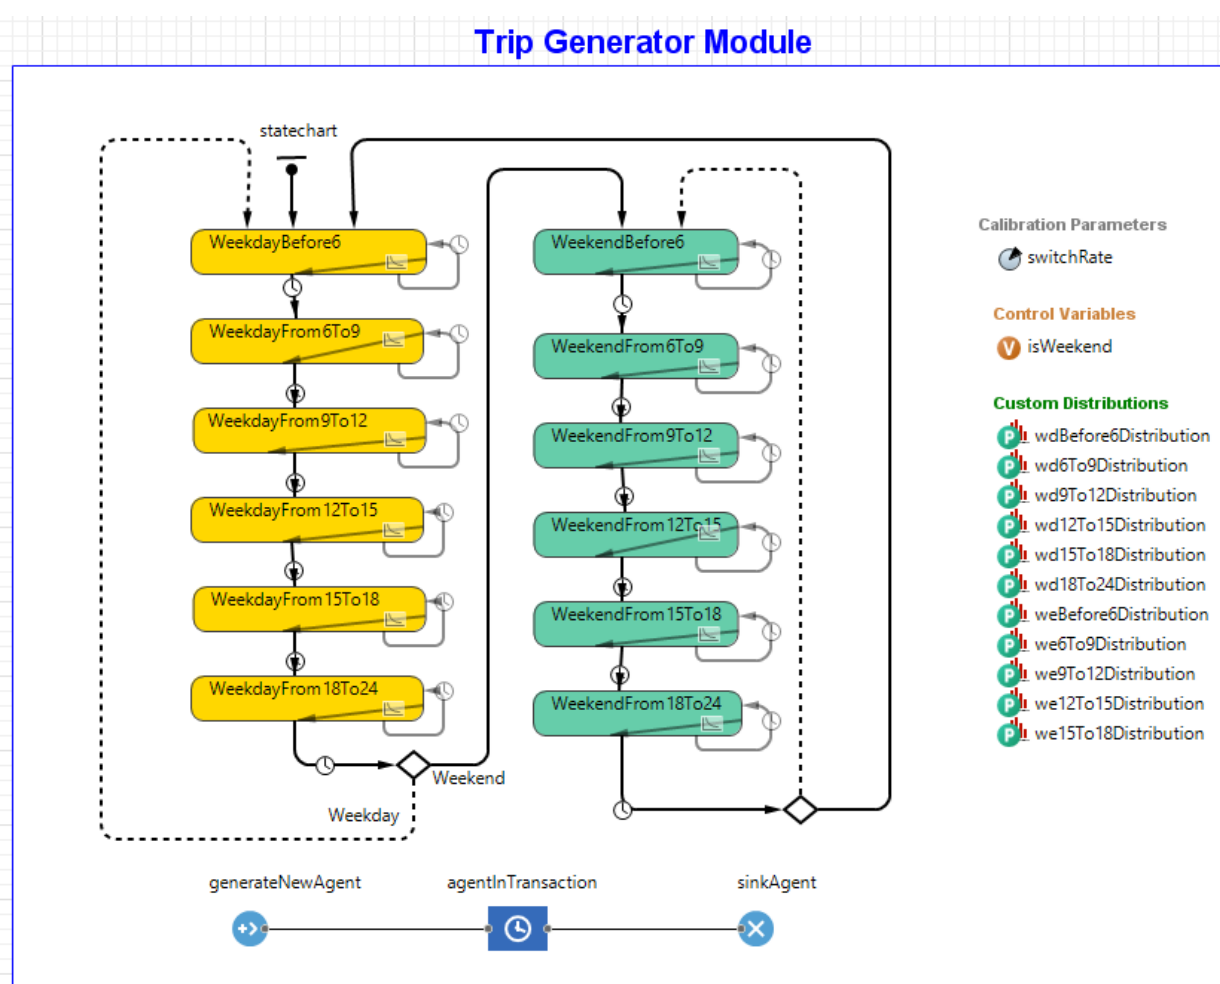 Trip Generator Module
statechart
WeekdayBefore6
WeekdayFrom6To9
WeekdayFrom9To12
WeekdayFrom12To15
WeekdayFrom15To18
WeekdayFrom18To24
Weekend
Weekday
WeekendBefore6
WeekendFrom6To9
WeekendFrom9To12
WeekendFrom12To15
WeekendFrom15To18
WeekendFrom18To24
Calibration Parameters
switchRate
Control Variables
V isWeekend
Custom Distributions
P wdBefore6Distribution
P wd6To9Distribution
P wd9To12Distribution
P wd12To15Distribution
P wd15To18Distribution
P wd18To24Distribution
P weBefore6Distribution
P we6To9Distribution
P we9To12Distribution
P we12To15Distribution
P we15To18Distribution
generateNewAgent
agentInTransaction
sinkAgent